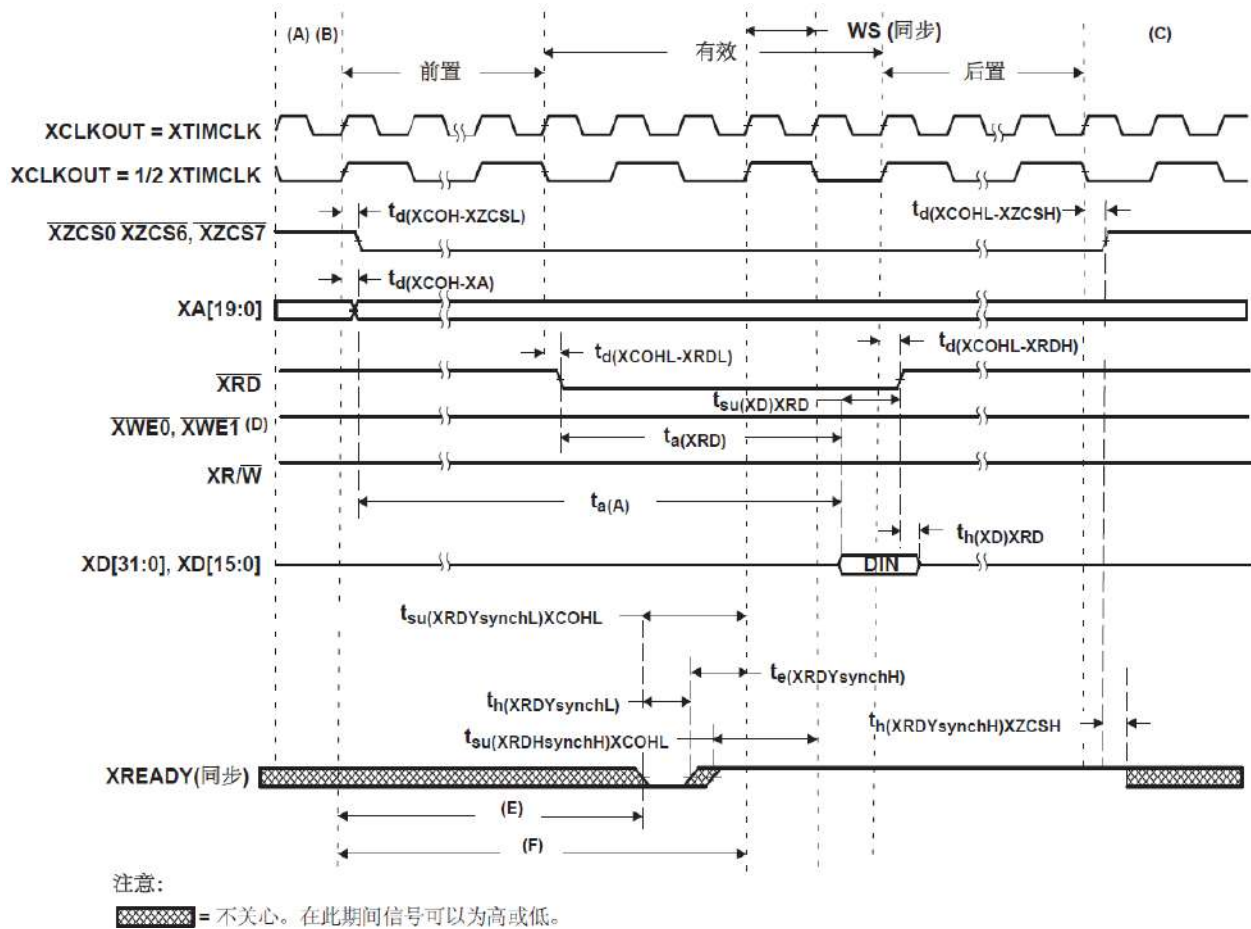 (A) (B)
WS (同步)
(C)
有效
前置
后置
XCLKOUT = XTIMCLK
XCLKOUT = 1/2 XTIMCLK
td(XCOH-XZCSL)
td(XCOHL-XZCSH)
XZCS0 XZCS6, XZCS7
td(XCOH-XA)
XA[19:0]
td(XCOHL-XRDL)
td(XCOHL-XRDH)
XRD
tsu(XD)XRD
XWE0, XWE1 (D)
ta(XRD)
XR/W
ta(A)
th(XD)XRD
XD[31:0], XD[15:0]
DIN
tsu(XRDYsynchL)XCOHL
te(XRDYsynchH)
th(XRDYsynchL)
th(XRDYsynchH)XZCSH
tsu(XRDHsynchH)XCOHL
XREADY(同步)
(E)
(F)
注意:
= 不关心。在此期间信号可以为高或低。